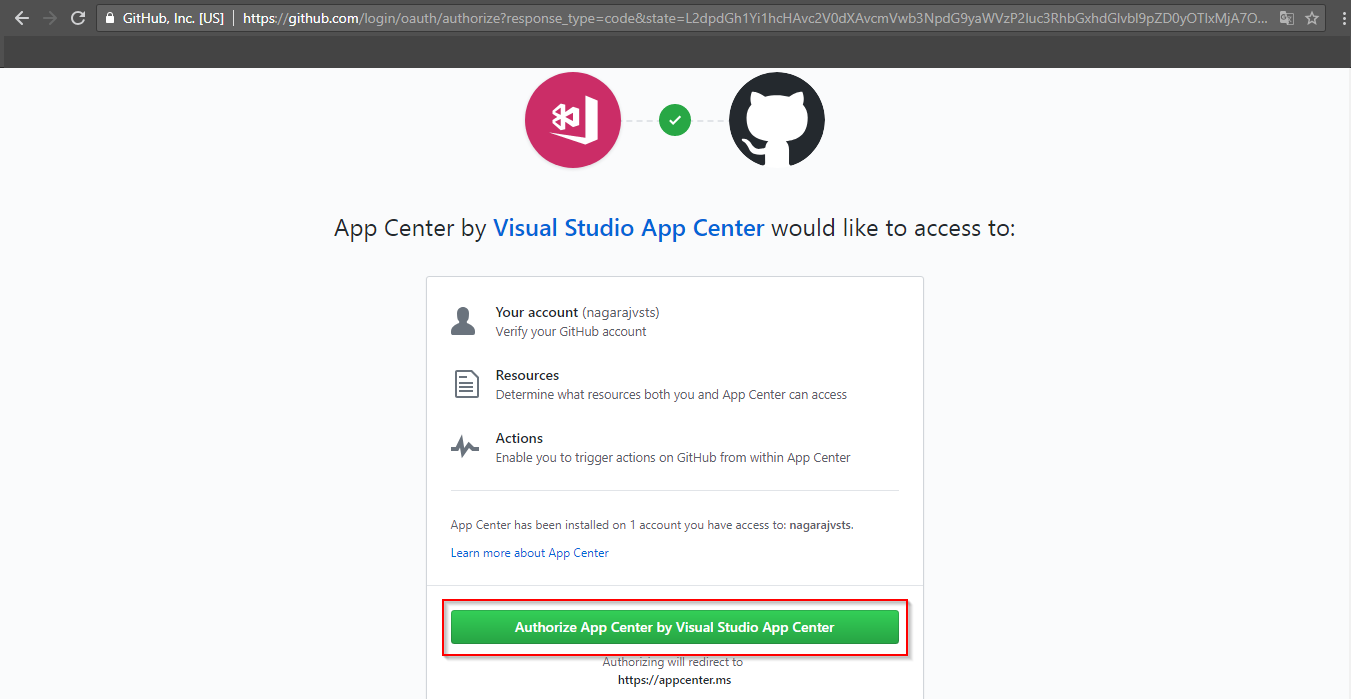 GitHub, Inc. [US] | https://github.com/login/oauth/authorize?response_type=code&state=L2dpdGh1Yi1hcHAvc2V0dXAvcmVwb3NpdG9yaWVzP2luc3RhbGxhdGlvbl9pZD0yOTIxMjA7O...
App Center by Visual Studio App Center would like to access to:
Your account (nagarajvsts)
Verify your GitHub account
Resources
Determine what resources both you and App Center can access
Actions
Enable you to trigger actions on GitHub from within App Center
App Center has been installed on 1 account you have access to: nagarajvsts.
Learn more about App Center
Authorize App Center by Visual Studio App Center
Authorizing will redirect to
https://appcenter.ms